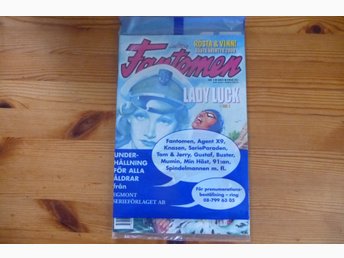 RÖSTA & VINN!
Fantomen
LADY LUCK
Fantomen, Agent X9,
Knasen, SerieParaden,
Tom & Jerry, Gustaf, Buster,
Mumin, Min Häst, 91:an,
Spindelmannen m. fl.
UNDER-
HÅLLNING
FÖR ALLA
ÅLDRAR
från
EGMONT
SERIEFÖRLAGET AB
För prenumerations-
beställning – ring
08-799 63 05